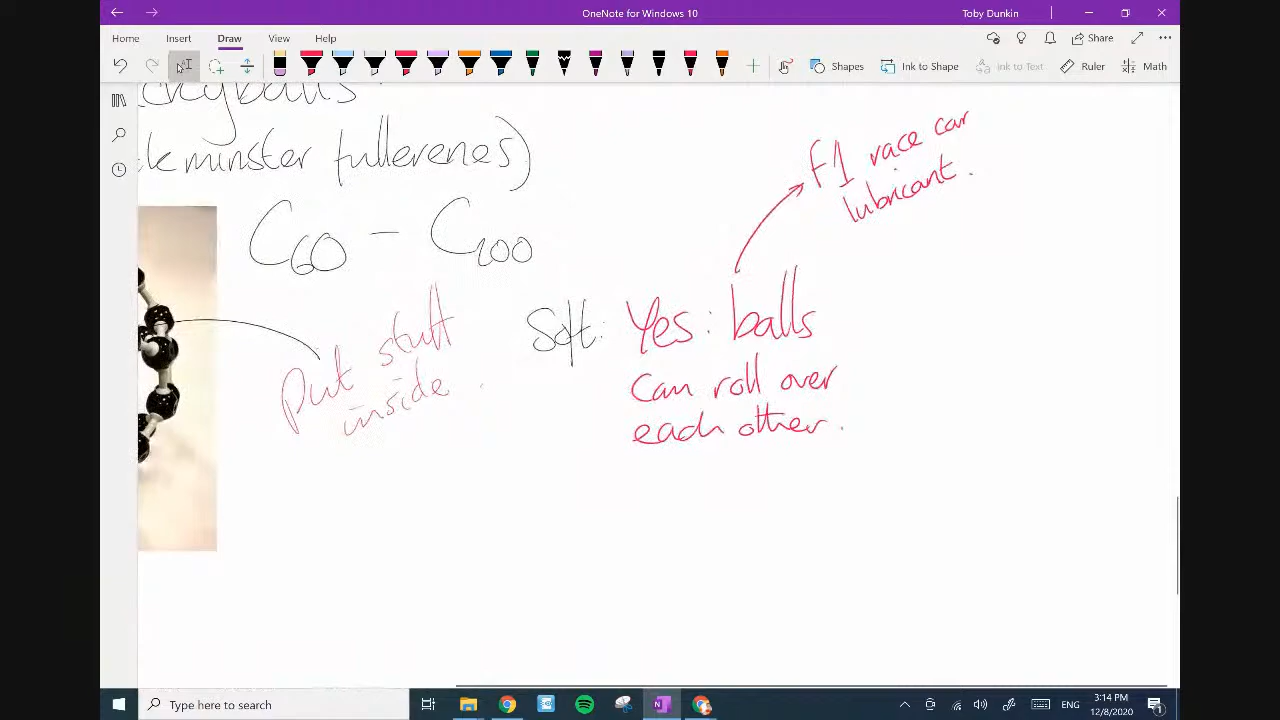 OneNote for Windows 10
Toby Dunkin
Home Insert Draw View Help
Share
Shapes Ink to Shape Ink to Text Ruler Math
ckyballs
ckminster fullerenes)
C60 - C100
F1 race car
lubricant.
Put stuff
inside.
Soft: Yes: balls
Can roll over
each other.
Type here to search
ENG
3:14 PM
12/8/2020